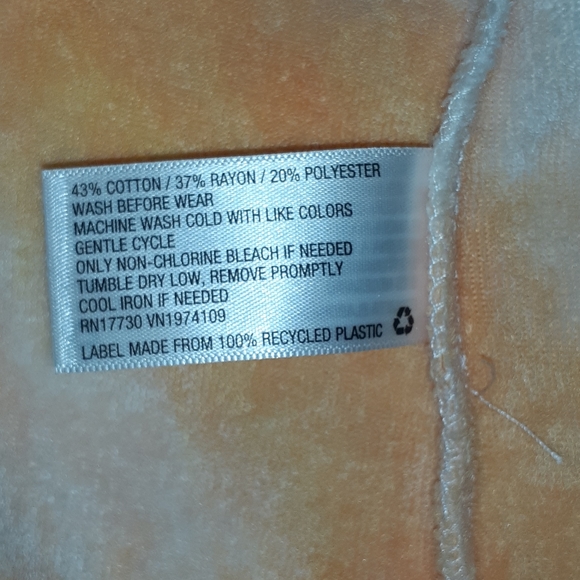 43% COTTON / 37% RAYON / 20% POLYESTER
WASH BEFORE WEAR
MACHINE WASH COLD WITH LIKE COLORS
GENTLE CYCLE
ONLY NON-CHLORINE BLEACH IF NEEDED
TUMBLE DRY LOW, REMOVE PROMPTLY
COOL IRON IF NEEDED
RN17730 VN1974109
LABEL MADE FROM 100% RECYCLED PLASTIC